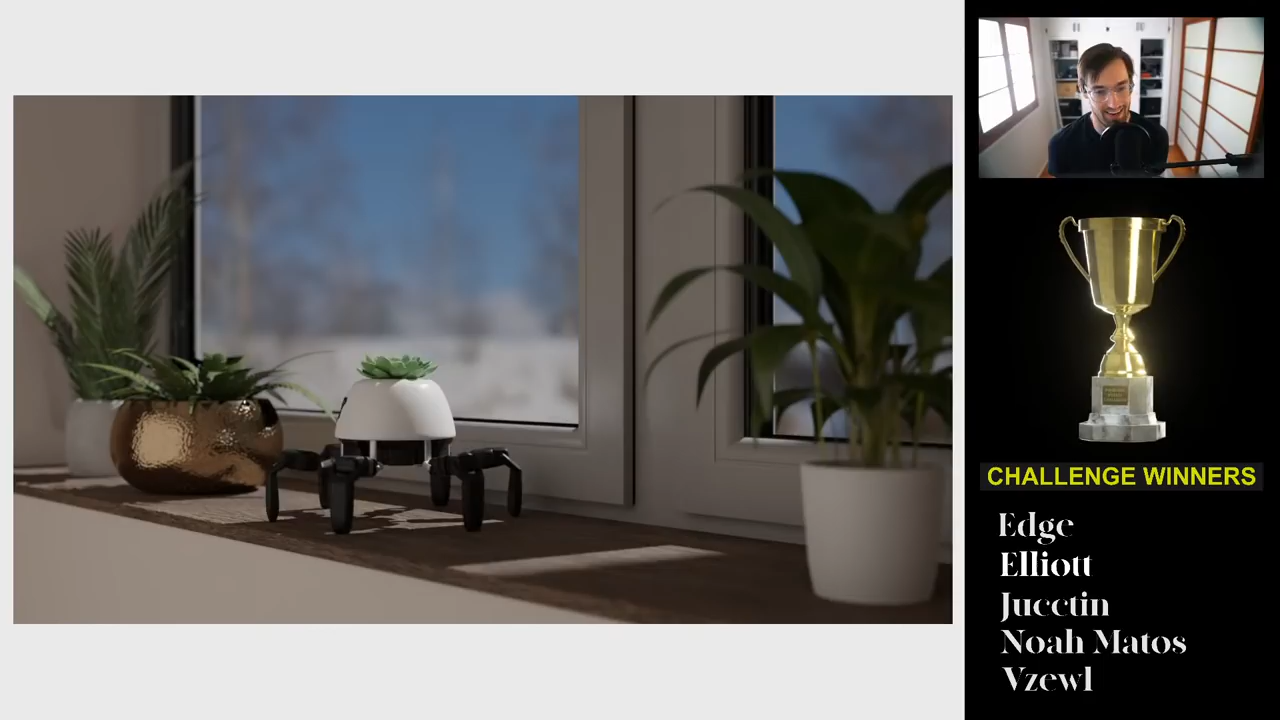 CHALLENGE WINNERS
Edge
Elliott
Jucctin
Noah Matos
Vzewl